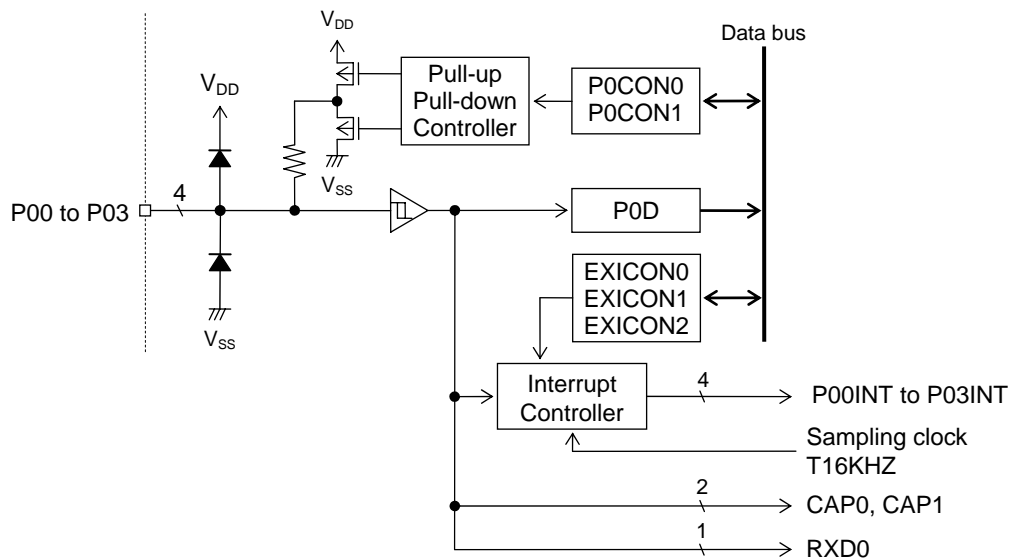 VDD
Data bus
VDD
Pull-up
Pull-down
Controller
P0CON0
P0CON1
VSS
P00 to P03
4
P0D
EXICON0
EXICON1
EXICON2
VSS
Interrupt
Controller
4
P00INT to P03INT
Sampling clock
T16KHZ
2
CAP0, CAP1
1
RXD0